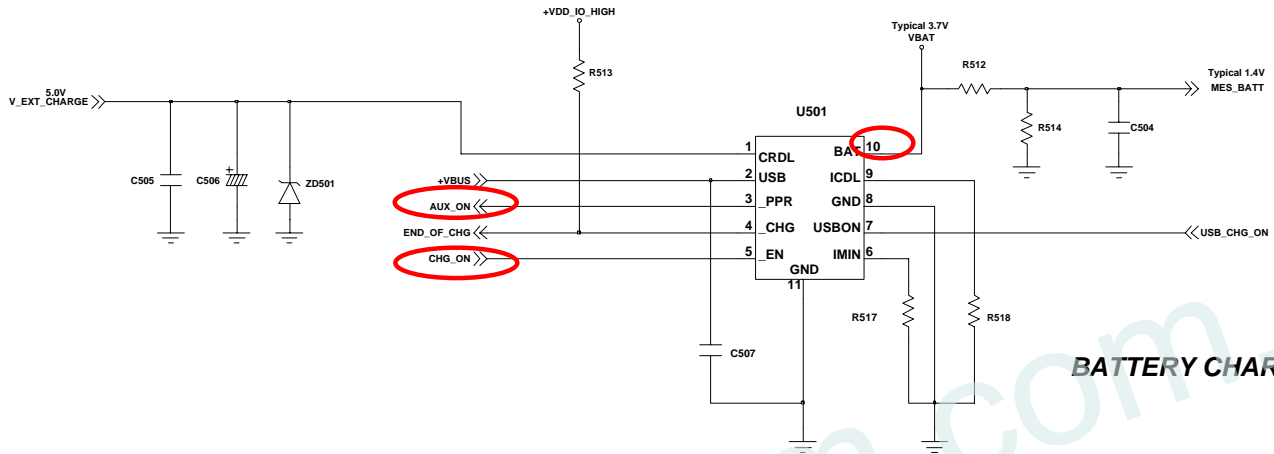 +VDD_IO_HIGH
Typical 3.7V
VBAT
R513
R512
Typical 1.4V
MES_BATT
5.0V
V_EXT_CHARGE
U501
R514
C504
1
CRDL
BAT
10
C505
C506
+
ZD501
+VBUS
2
USB
ICDL
9
AUX_ON
3
_PPR
GND
8
END_OF_CHG
4
_CHG
USBON
7
USB_CHG_ON
CHG_ON
5
_EN
IMIN
6
GND
11
R517
R518
C507
BATTERY CHAR
com
m